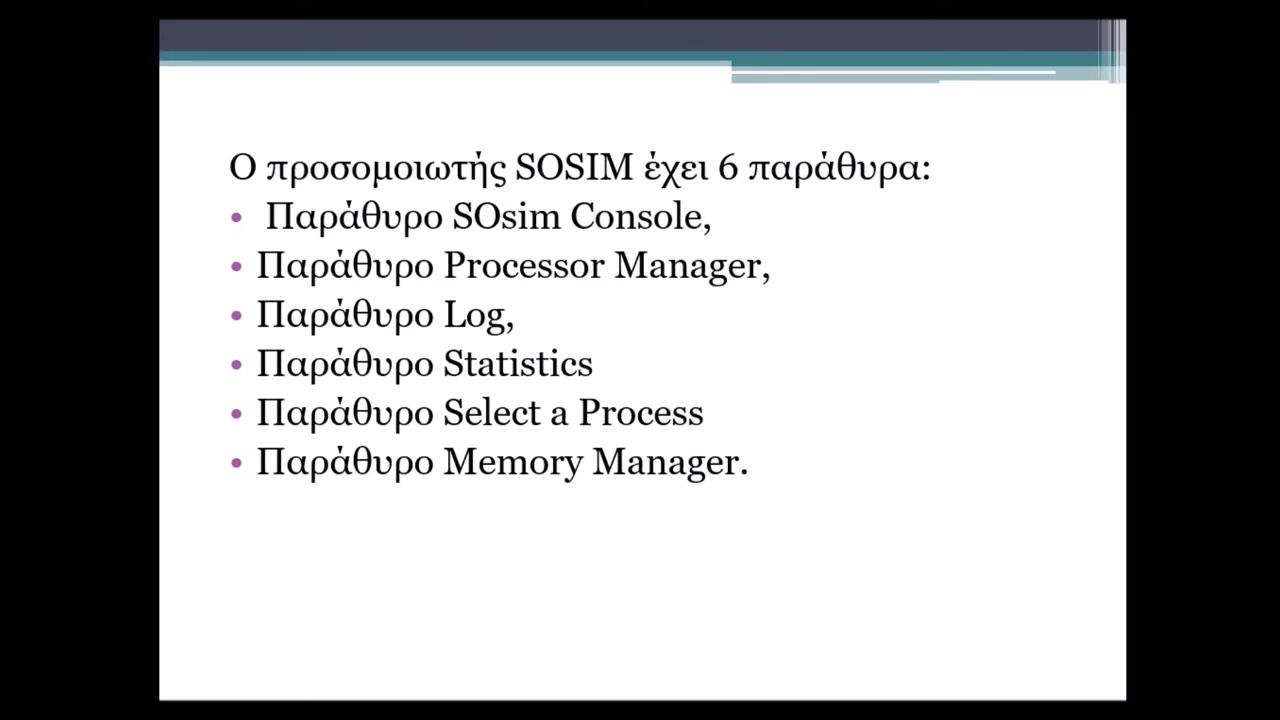 Ο προσομοιωτής SOSIM έχει 6 παράθυρα:
• Παράθυρο SOsim Console,
• Παράθυρο Processor Manager,
• Παράθυρο Log,
• Παράθυρο Statistics
• Παράθυρο Select a Process
• Παράθυρο Memory Manager.